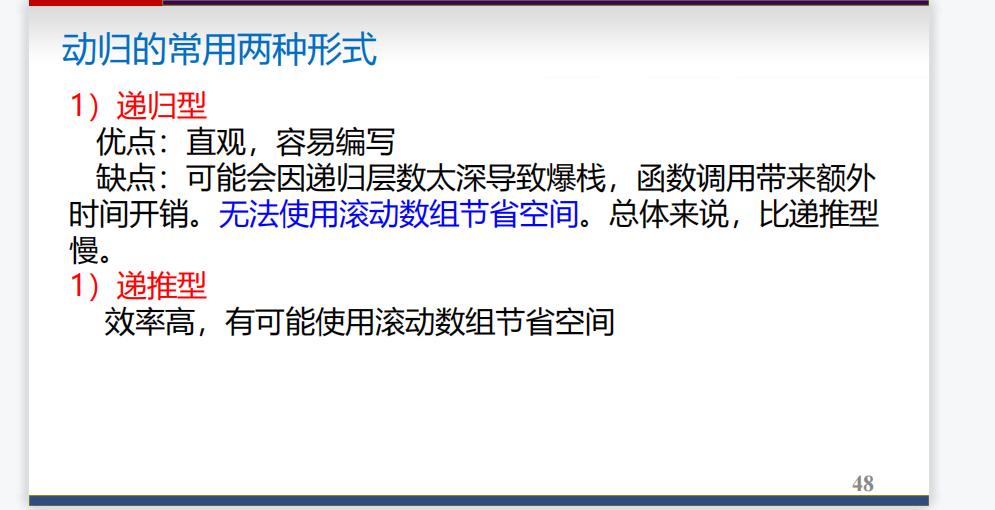 动归的常用两种形式
1）递归型
优点：直观，容易编写
缺点：可能会因递归层数太深导致爆栈，函数调用带来额外
时间开销。无法使用滚动数组节省空间。总体来说，比递推型
慢。
1）递推型
效率高，有可能使用滚动数组节省空间
48